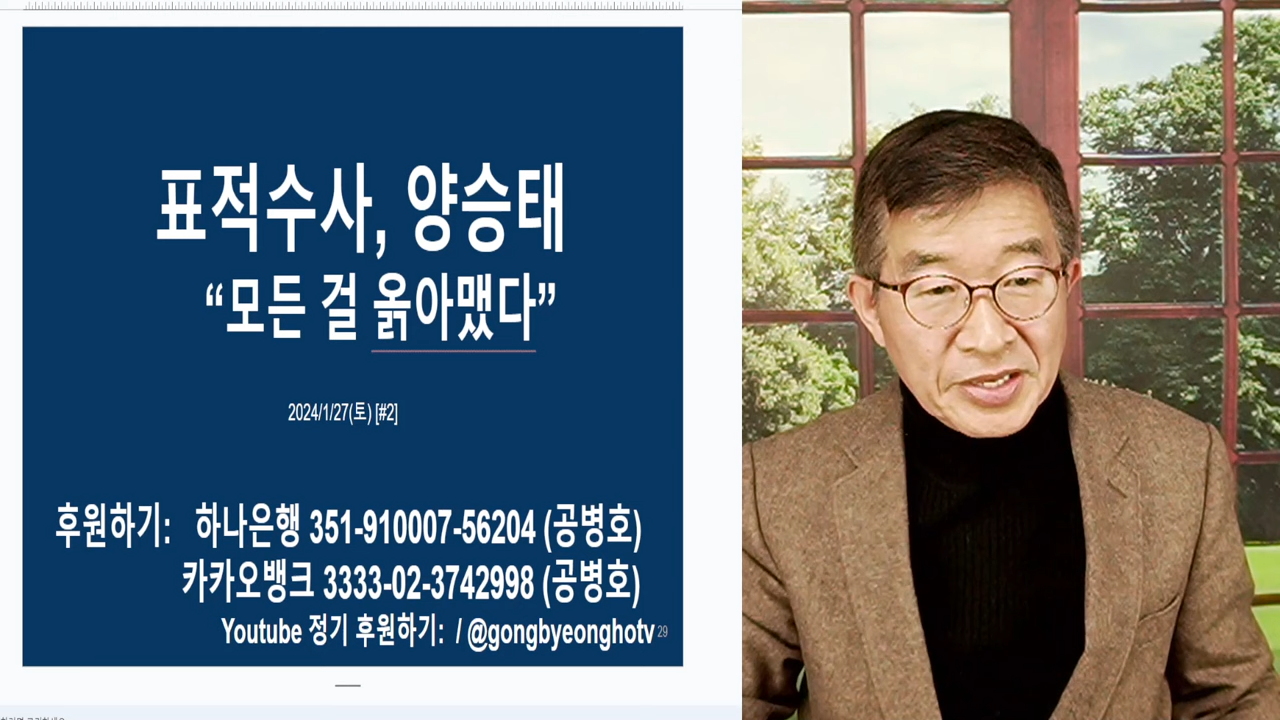 표적수사, 양승태
“모든 걸 옭아맸다”
2024/1/27(토) [#2]
후원하기: 하나은행 351-910007-56204 (공병호)
카카오뱅크 3333-02-3742998 (공병호)
Youtube 정기 후원하기: / @gongbyeonghotv 29